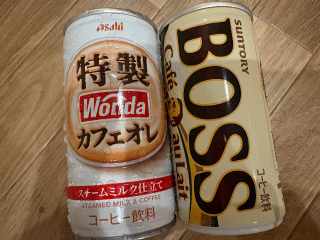 Asahi
特製
Wonda
カフェオレ
スチームミルク仕立て
STEAMED MILK & COFFEE
コーヒー飲料
SUNTORY
BOSS
Cafe au lait
コーヒー飲料